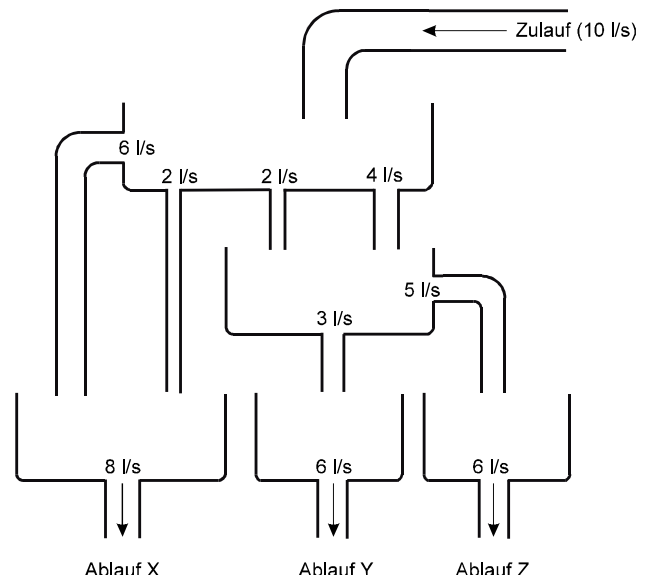 Zulauf (10 l/s)
6 l/s
2 l/s
2 l/s
4 l/s
5 l/s
3 l/s
8 l/s
6 l/s
6 l/s
Ablauf X
Ablauf Y
Ablauf Z